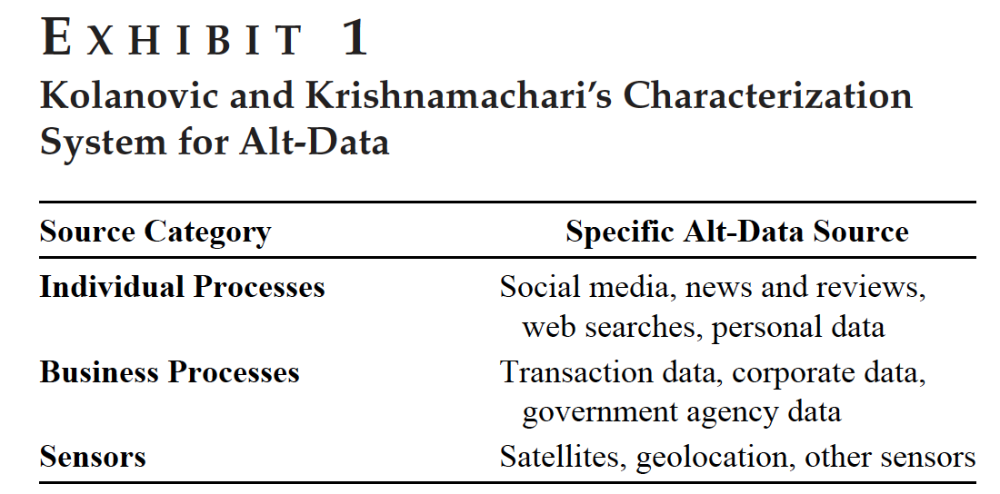 EXHIBIT 1
Kolanovic and Krishnamachari’s Characterization
System for Alt-Data
Source Category Specific Alt-Data Source
Individual Processes Social media, news and reviews,
web searches, personal data
Business Processes Transaction data, corporate data,
government agency data
Sensors Satellites, geolocation, other sensors